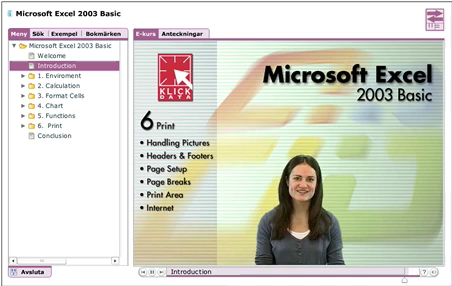 Microsoft Excel 2003 Basic
Meny Sök Exempel Bokmärken
E-kurs Anteckningar
Microsoft Excel 2003 Basic
Welcome
Introduction
1. Enviroment
2. Calculation
3. Format Cells
4. Chart
5. Functions
6. Print
Conclusion
KLICK
DATA
Microsoft Excel
2003 Basic
6 Print
• Handling Pictures
• Headers & Footers
• Page Setup
• Page Breaks
• Print Area
• Internet
Avsluta
Introduction
?